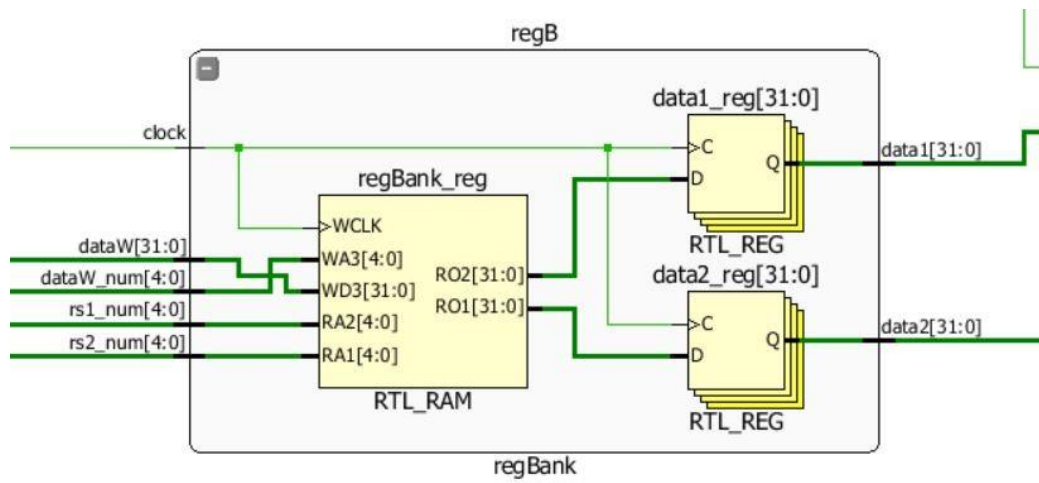 regB
data1_reg[31:0]
clock
C
data1[31:0]
Q
D
regBank_reg
WCLK
RTL_REG
dataW[31:0]
WA3[4:0]
dataW_num[4:0]
WD3[31:0]
RO2[31:0]
data2_reg[31:0]
rs1_num[4:0]
RA2[4:0]
RO1[31:0]
C
data2[31:0]
rs2_num[4:0]
RA1[4:0]
Q
D
RTL_RAM
RTL_REG
regBank